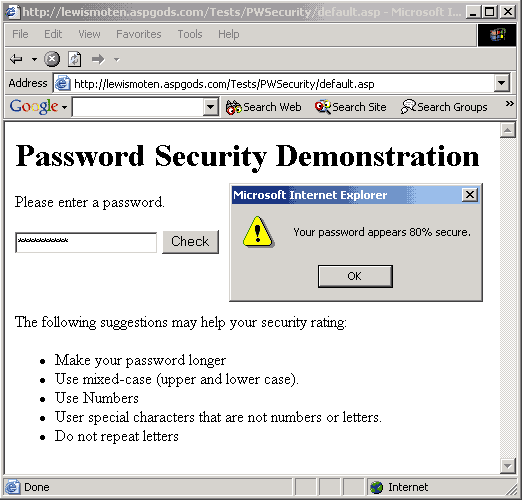 http://lewismoten.aspgods.com/Tests/PWSecurity/default.asp - Microsoft I...
File Edit View Favorites Tools Help
Address http://lewismoten.aspgods.com/Tests/PWSecurity/default.asp
Google Search Web Search Site Search Groups »
Password Security Demonstration
Please enter a password.
Microsoft Internet Explorer
Your password appears 80% secure.
*********** Check
OK
The following suggestions may help your security rating:
• Make your password longer
• Use mixed-case (upper and lower case).
• Use Numbers
• User special characters that are not numbers or letters.
• Do not repeat letters
Done Internet